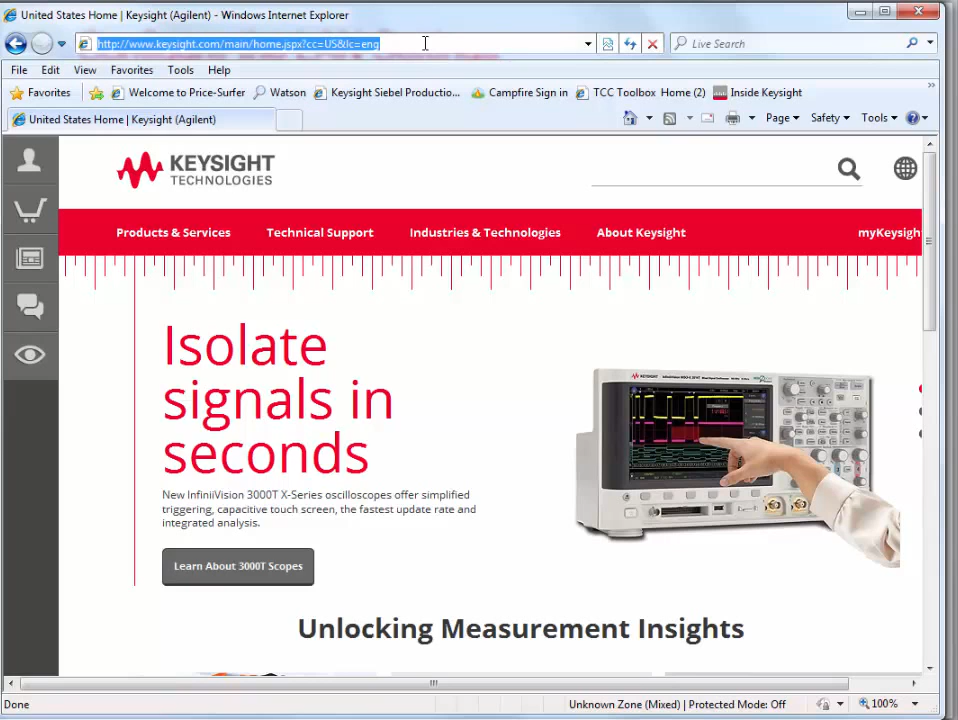 United States Home | Keysight (Agilent) - Windows Internet Explorer
http://www.keysight.com/main/home.jspx?cc=US&lc=eng
Live Search
File Edit View Favorites Tools Help
Favorites Welcome to Price-Surfer Watson Keysight Siebel Productio... Campfire Sign in TCC Toolbox Home (2) Inside Keysight
United States Home | Keysight (Agilent)
Page Safety Tools
KEYSIGHT
TECHNOLOGIES
Products & Services Technical Support Industries & Technologies About Keysight myKeysigh
Isolate
signals in
seconds
New InfiniiVision 3000T X-Series oscilloscopes offer simplified
triggering, capacitive touch screen, the fastest update rate and
integrated analysis.
Learn About 3000T Scopes
KEYSIGHT
Unlocking Measurement Insights
Done Unknown Zone (Mixed) | Protected Mode: Off 100%